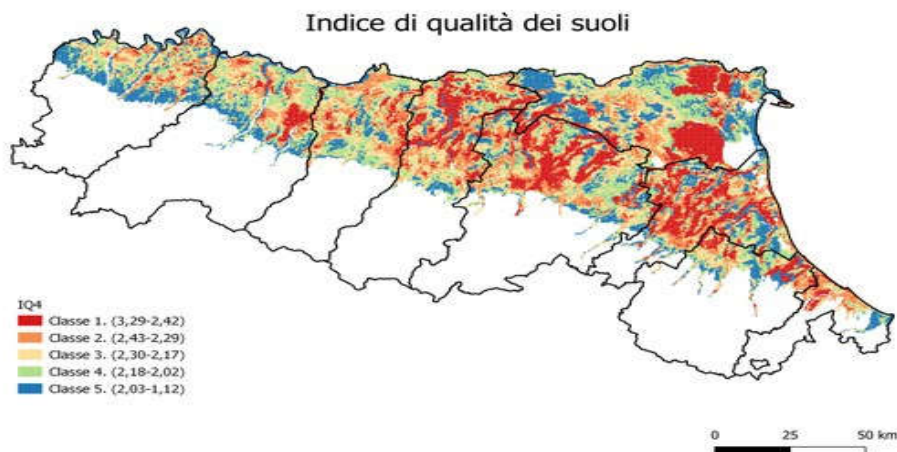 Indice di qualità dei suoli
IQ4
Classe 1. (3,29-2,42)
Classe 2. (2,43-2,29)
Classe 3. (2,30-2,17)
Classe 4. (2,18-2,02)
Classe 5. (2,03-1,12)
0 25 50 km